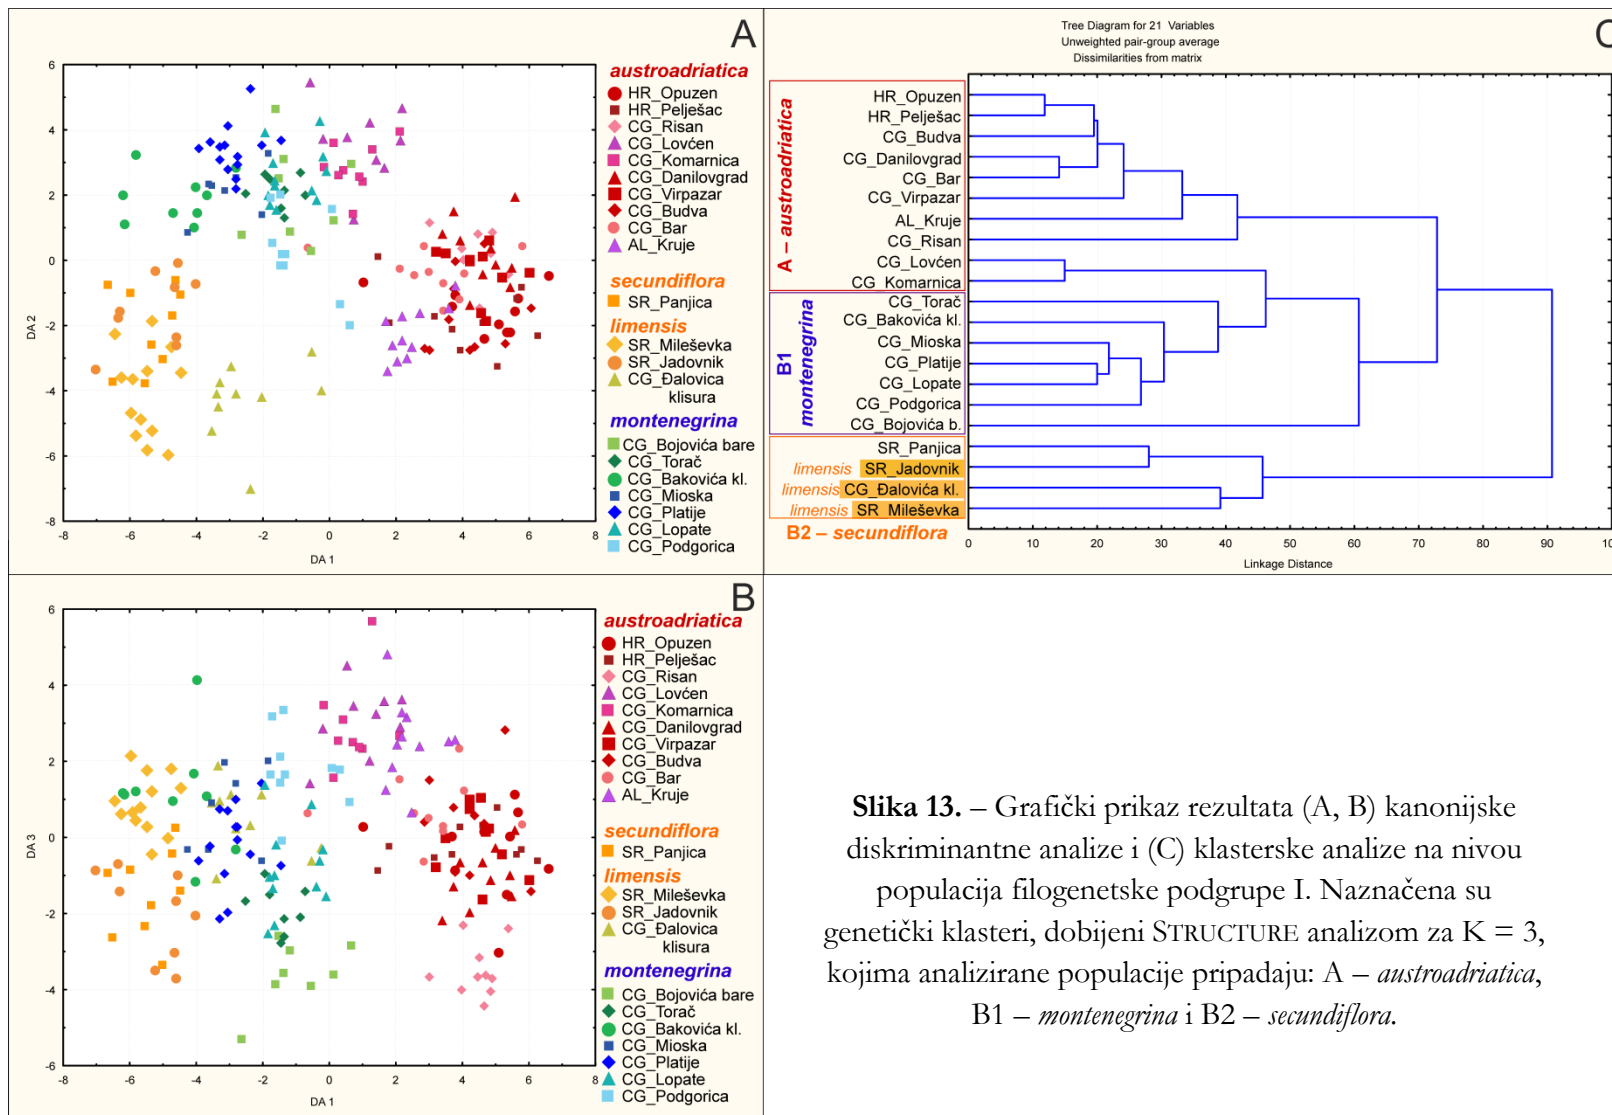 A
6
4
2
0
-2
-4
-6
-8
DA 2
-8
-6
-4
-2
0
2
4
6
8
DA 1
austroadriatica
HR_Opuzen
HR_Pelješac
CG_Risan
CG_Lovćen
CG_Komarnica
CG_Danilovgrad
CG_Virpazar
CG_Budva
CG_Bar
AL_Kruje
secundiflora
SR_Panjica
limensis
SR_Mileševka
SR_Jadovnik
CG_Đalovica
klisura
montenegrina
CG_Bojovića bare
CG_Torač
CG_Bakovića kl.
CG_Mioska
CG_Platije
CG_Lopate
CG_Podgorica
C
Tree Diagram for 21 Variables
Unweighted pair-group average
Dissimilarities from matrix
A – austroadriatica
HR_Opuzen
HR_Pelješac
CG_Budva
CG_Danilovgrad
CG_Bar
CG_Virpazar
AL_Kruje
CG_Risan
CG_Lovćen
CG_Komarnica
B1
montenegrina
CG_Torač
CG_Bakovića kl.
CG_Mioska
CG_Platije
CG_Lopate
CG_Podgorica
CG_Bojovića b.
SR_Panjica
limensis SR_Jadovnik
limensis CG_Đalovića kl.
limensis SR_Mileševka
B2 – secundiflora
0 10 20 30 40 50 60 70 80 90 100
Linkage Distance
B
6
4
2
0
-2
-4
-6
DA 3
-8
-6
-4
-2
0
2
4
6
8
DA 1
austroadriatica
HR_Opuzen
HR_Pelješac
CG_Risan
CG_Lovćen
CG_Komarnica
CG_Danilovgrad
CG_Virpazar
CG_Budva
CG_Bar
AL_Kruje
secundiflora
SR_Panjica
limensis
SR_Mileševka
SR_Jadovnik
CG_Đalovica
klisura
montenegrina
CG_Bojovića bare
CG_Torač
CG_Bakovića kl.
CG_Mioska
CG_Platije
CG_Lopate
CG_Podgorica
Slika 13. – Grafički prikaz rezultata (A, B) kanonijske
diskriminantne analize i (C) klasterske analize na nivou
populacija filogenetske podgrupe I. Naznačena su
genetički klasteri, dobijeni STRUCTURE analizom za K = 3,
kojima analizirane populacije pripadaju: A – austroadriatica,
B1 – montenegrina i B2 – secundiflora.